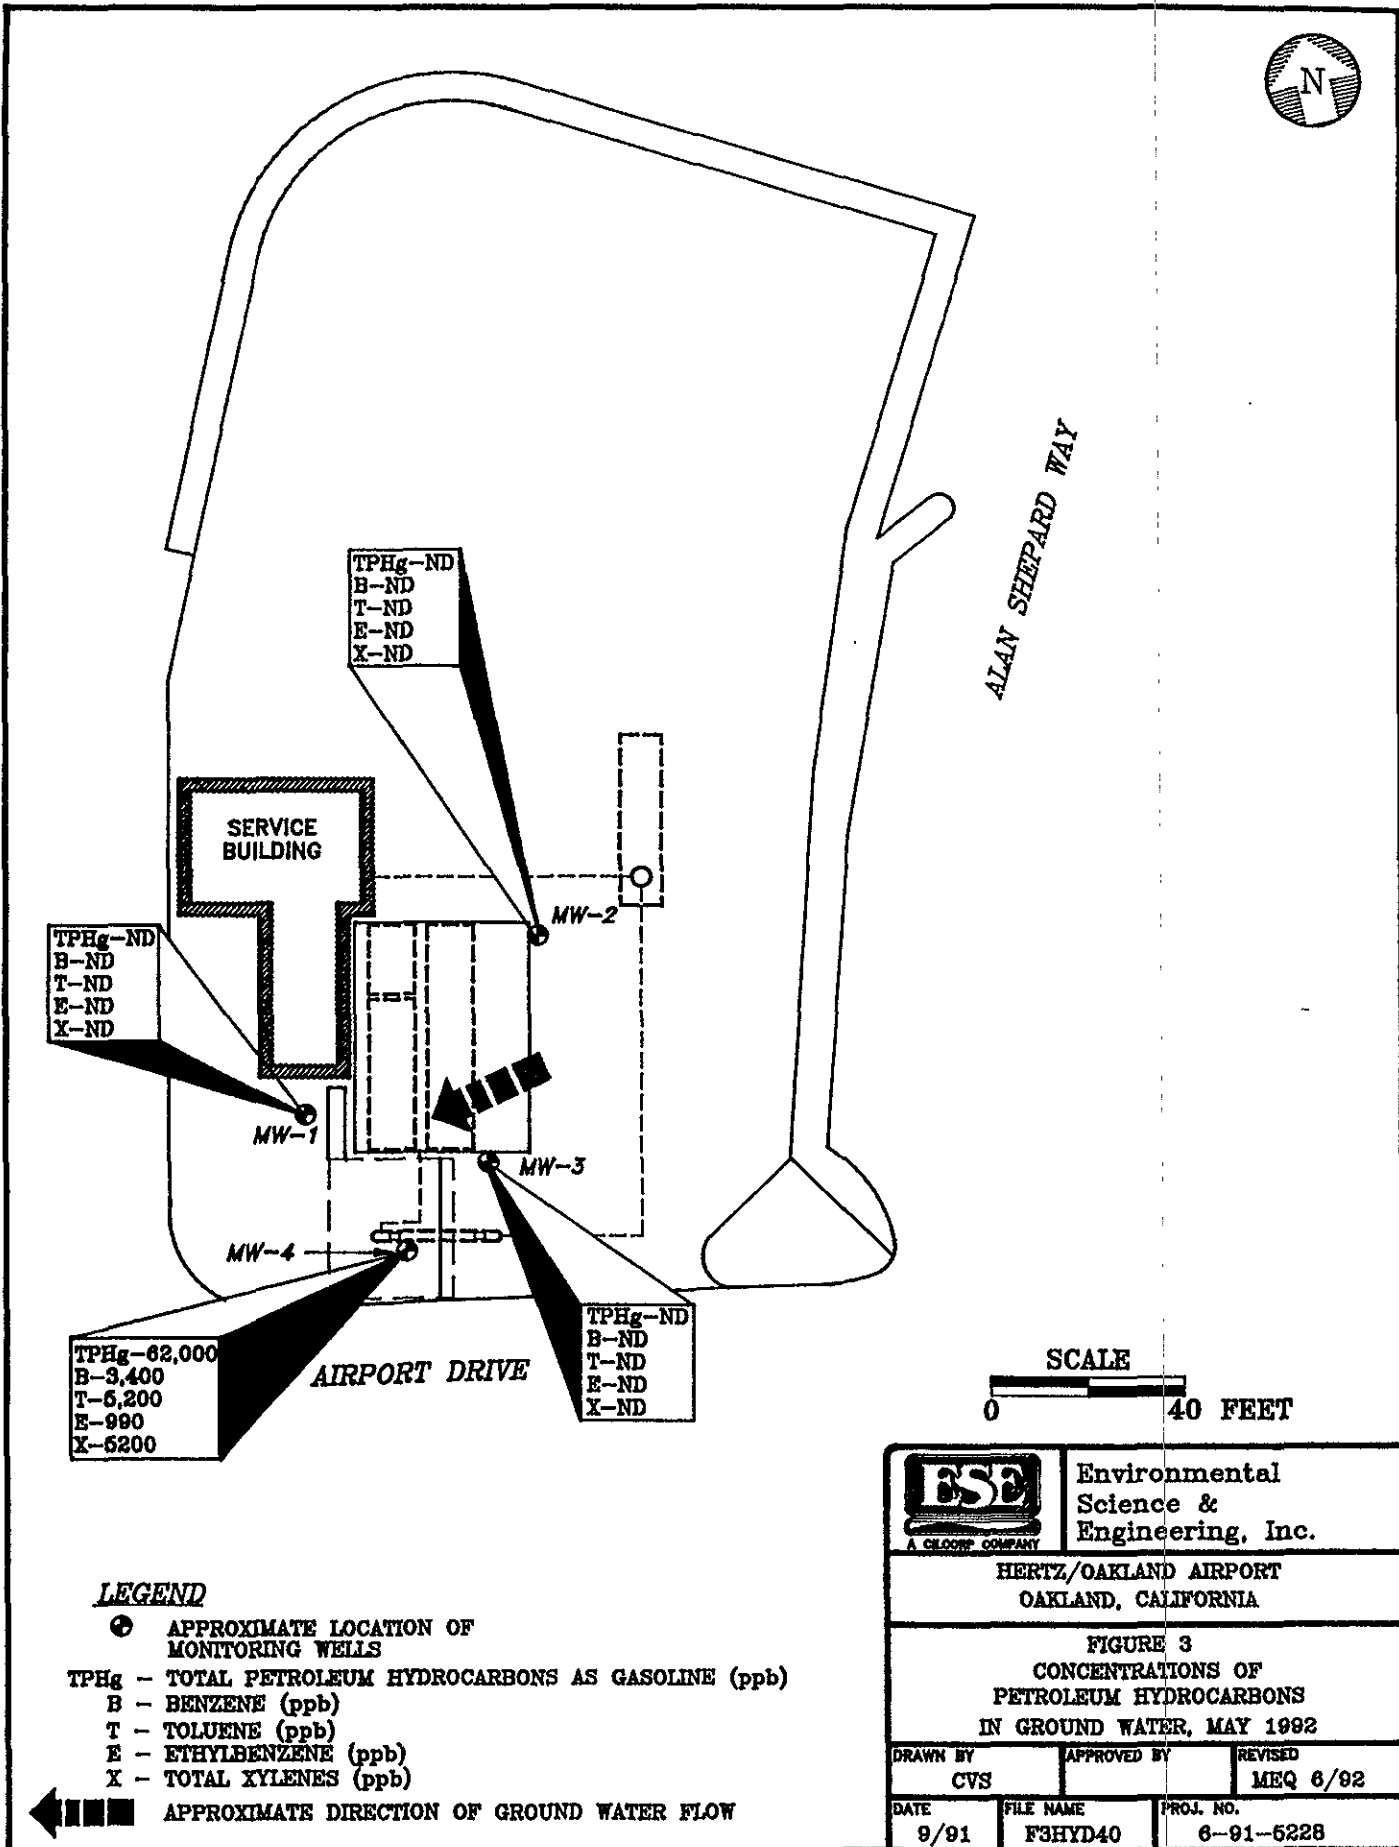 N
ALAN SHEPARD WAY
TPHg-ND
B-ND
T-ND
E-ND
X-ND
SERVICE
BUILDING
MW-2
TPHg-ND
B-ND
T-ND
E-ND
X-ND
MW-1
MW-3
MW-4
TPHg-ND
B-ND
T-ND
E-ND
X-ND
TPHg-62,000
B-3,400
T-5,200
E-990
X-5200
AIRPORT DRIVE
SCALE
0 40 FEET
ESE
A CILCORP COMPANY
Environmental
Science &
Engineering, Inc.
HERTZ/OAKLAND AIRPORT
OAKLAND, CALIFORNIA
FIGURE 3
CONCENTRATIONS OF
PETROLEUM HYDROCARBONS
IN GROUND WATER, MAY 1992
DRAWN BY
CVS
APPROVED BY
REVISED
MEQ 6/92
DATE
9/91
FILE NAME
F3HYD40
PROJ. NO.
6-91-5228
LEGEND
APPROXIMATE LOCATION OF
MONITORING WELLS
TPHg - TOTAL PETROLEUM HYDROCARBONS AS GASOLINE (ppb)
B - BENZENE (ppb)
T - TOLUENE (ppb)
E - ETHYLBENZENE (ppb)
X - TOTAL XYLENES (ppb)
APPROXIMATE DIRECTION OF GROUND WATER FLOW